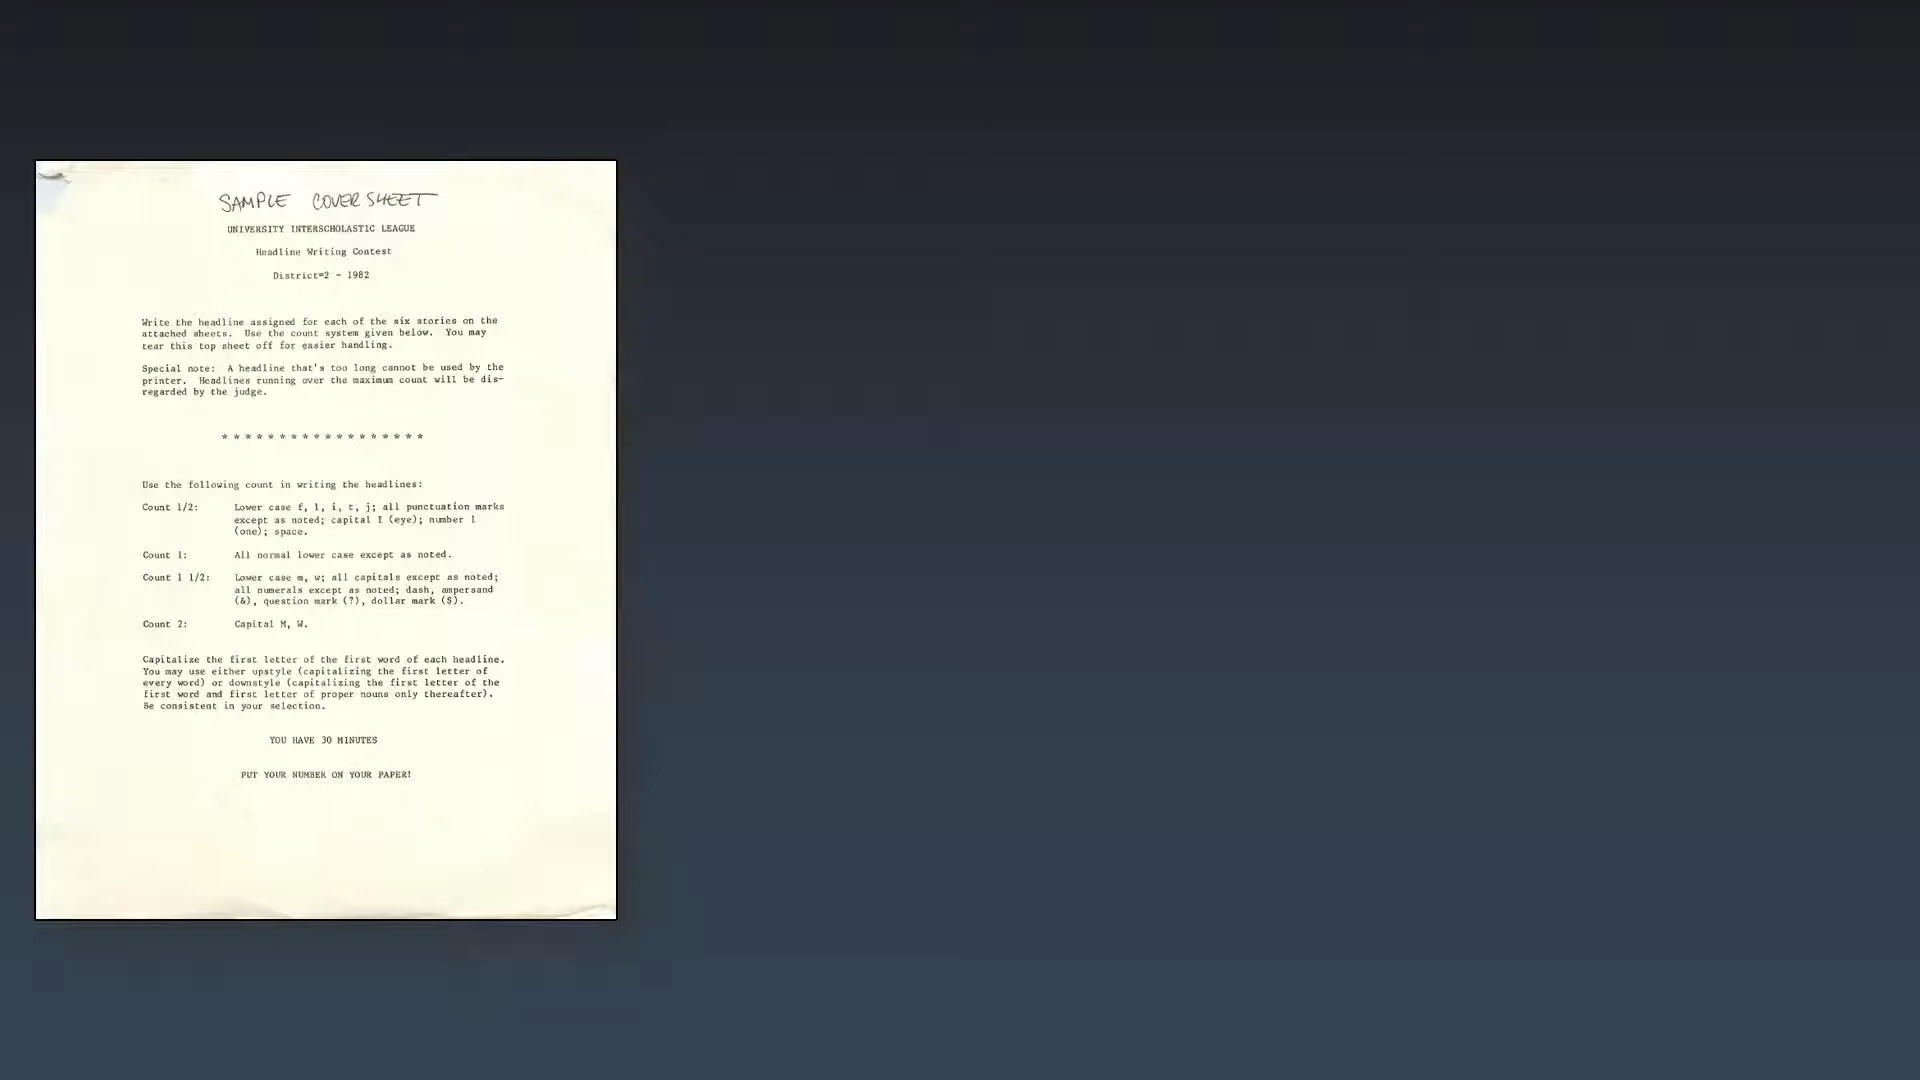 SAMPLE COVER SHEET
UNIVERSITY INTERSCHOLASTIC LEAGUE
Headline Writing Contest
District=2 - 1982
Write the headline assigned for each of the six stories on the
attached sheets. Use the count system given below. You may
tear this top sheet off for easier handling.
Special note: A headline that's too long cannot be used by the
printer. Headlines running over the maximum count will be dis-
regarded by the judge.
* * * * * * * * * * * * * * * * * *
Use the following count in writing the headlines:
Count 1/2: Lower case f, l, i, t, j; all punctuation marks
except as noted; capital I (eye); number 1
(one); space.
Count 1: All normal lower case except as noted.
Count 1 1/2: Lower case m, w; all capitals except as noted;
all numerals except as noted; dash, ampersand
(&), question mark (?), dollar mark ($).
Count 2: Capital M, W.
Capitalize the first letter of the first word of each headline.
You may use either upstyle (capitalizing the first letter of
every word) or downstyle (capitalizing the first letter of the
first word and first letter of proper nouns only thereafter).
Be consistent in your selection.
YOU HAVE 30 MINUTES
PUT YOUR NUMBER ON YOUR PAPER!